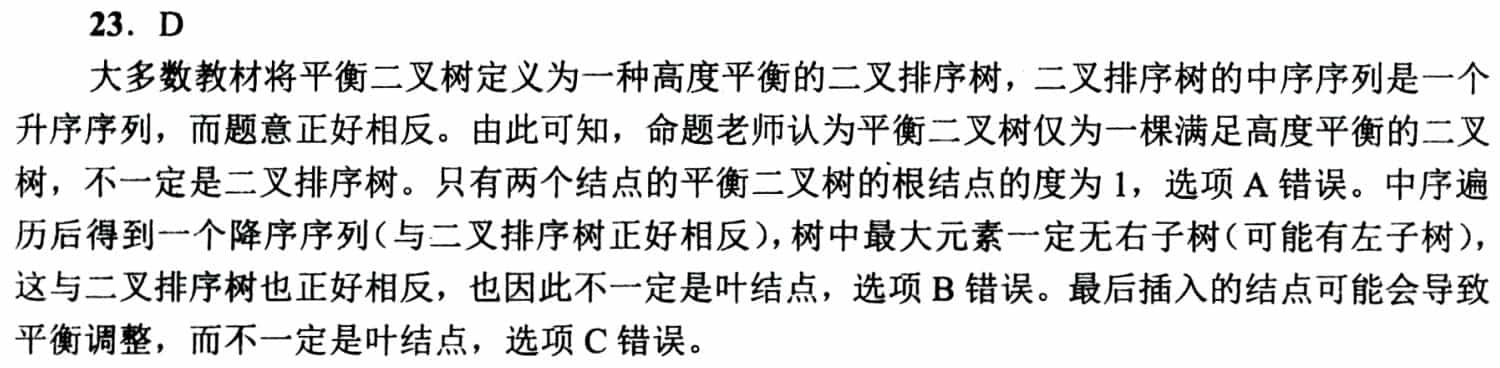 23. D
大多数教材将平衡二叉树定义为一种高度平衡的二叉排序树，二叉排序树的中序序列是一个
升序序列，而题意正好相反。由此可知，命题老师认为平衡二叉树仅为一棵满足高度平衡的二叉
树，不一定是二叉排序树。只有两个结点的平衡二叉树的根结点的度为 1，选项 A 错误。中序遍
历后得到一个降序序列（与二叉排序树正好相反），树中最大元素一定无右子树（可能有左子树），
这与二叉排序树也正好相反，也因此不一定是叶结点，选项 B 错误。最后插入的结点可能会导致
平衡调整，而不一定是叶结点，选项 C 错误。